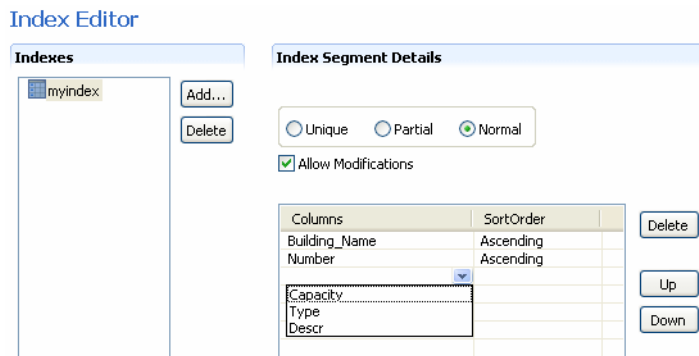 Index Editor
Indexes
Index Segment Details
myindex
Add...
Delete
Unique
Partial
Normal
Allow Modifications
Columns SortOrder
Building_Name Ascending
Number Ascending
Capacity
Type
Descr
Delete
Up
Down